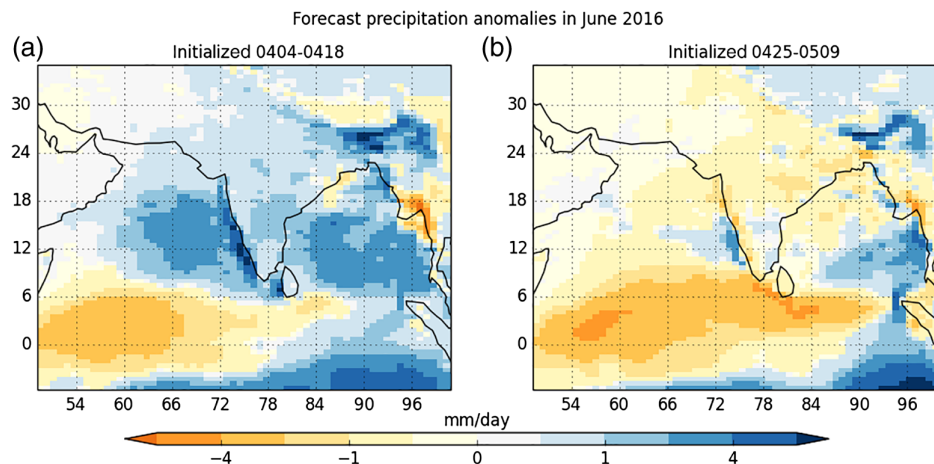 Forecast precipitation anomalies in June 2016
(a) Initialized 0404-0418
(b) Initialized 0425-0509
30
24
18
12
6
0
54 60 66 72 78 84 90 96
30
24
18
12
6
0
54 60 66 72 78 84 90 96
mm/day
−4 −1 0 1 4